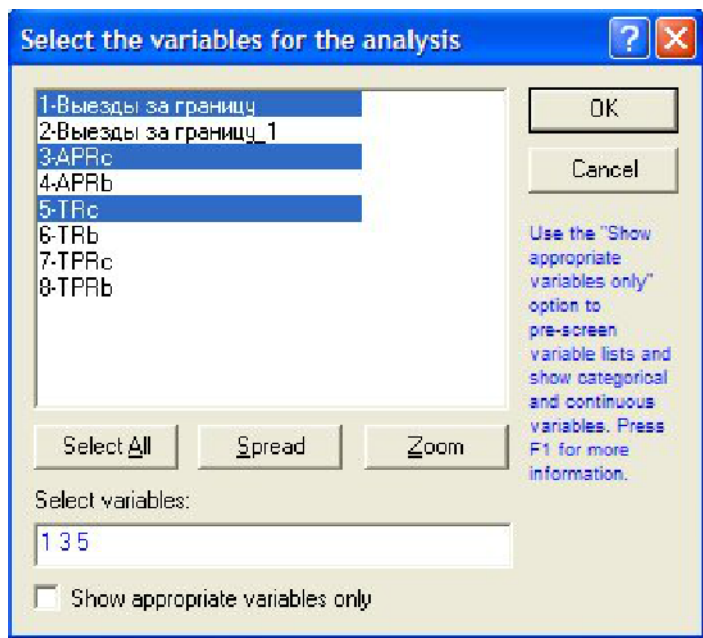 Select the variables for the analysis
1-Выезды за границу
2-Выезды за границу_1
3-APRc
4-APRb
5-TRc
6-TRb
7-TPRc
8-TPRb
OK
Cancel
Use the "Show
appropriate
variables only"
option to
pre-screen
variable lists and
show categorical
and continuous
variables. Press
F1 for more
information.
Select All
Spread
Zoom
Select variables:
1 3 5
Show appropriate variables only